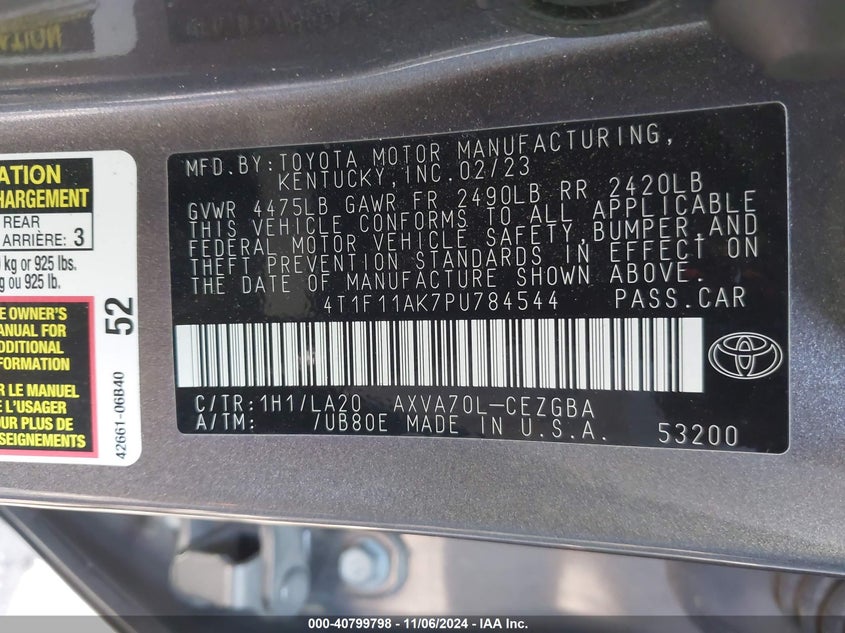 ATION
CHARGEMENT
REAR
ARRIÈRE: 3
kg or 925 lbs.
g ou 925 lb.
E OWNER'S
MANUAL FOR
DDITIONAL
FORMATION
R LE MANUEL
E L'USAGER
OUR PLUS DE
SEIGNEMENTS
52
42661-06B40
MFD.BY:TOYOTA MOTOR MANUFACTURING,
KENTUCKY,INC.02/23
GVWR 4475LB GAWR FR 2490LB RR 2420LB
THIS VEHICLE CONFORMS TO ALL APPLICABLE
FEDERAL MOTOR VEHICLE SAFETY,BUMPER,AND
THEFT PREVENTION STANDARDS IN EFFECT ON
THE DATE OF MANUFACTURE SHOWN ABOVE.
4T1F11AK7PU784544 PASS.CAR
C/TR:1H1/LA20 AXVA70L-CEZGBA
A/TM: /UB80E MADE IN U.S.A. 53200
000-40799798 - 11/06/2024 - IAA Inc.